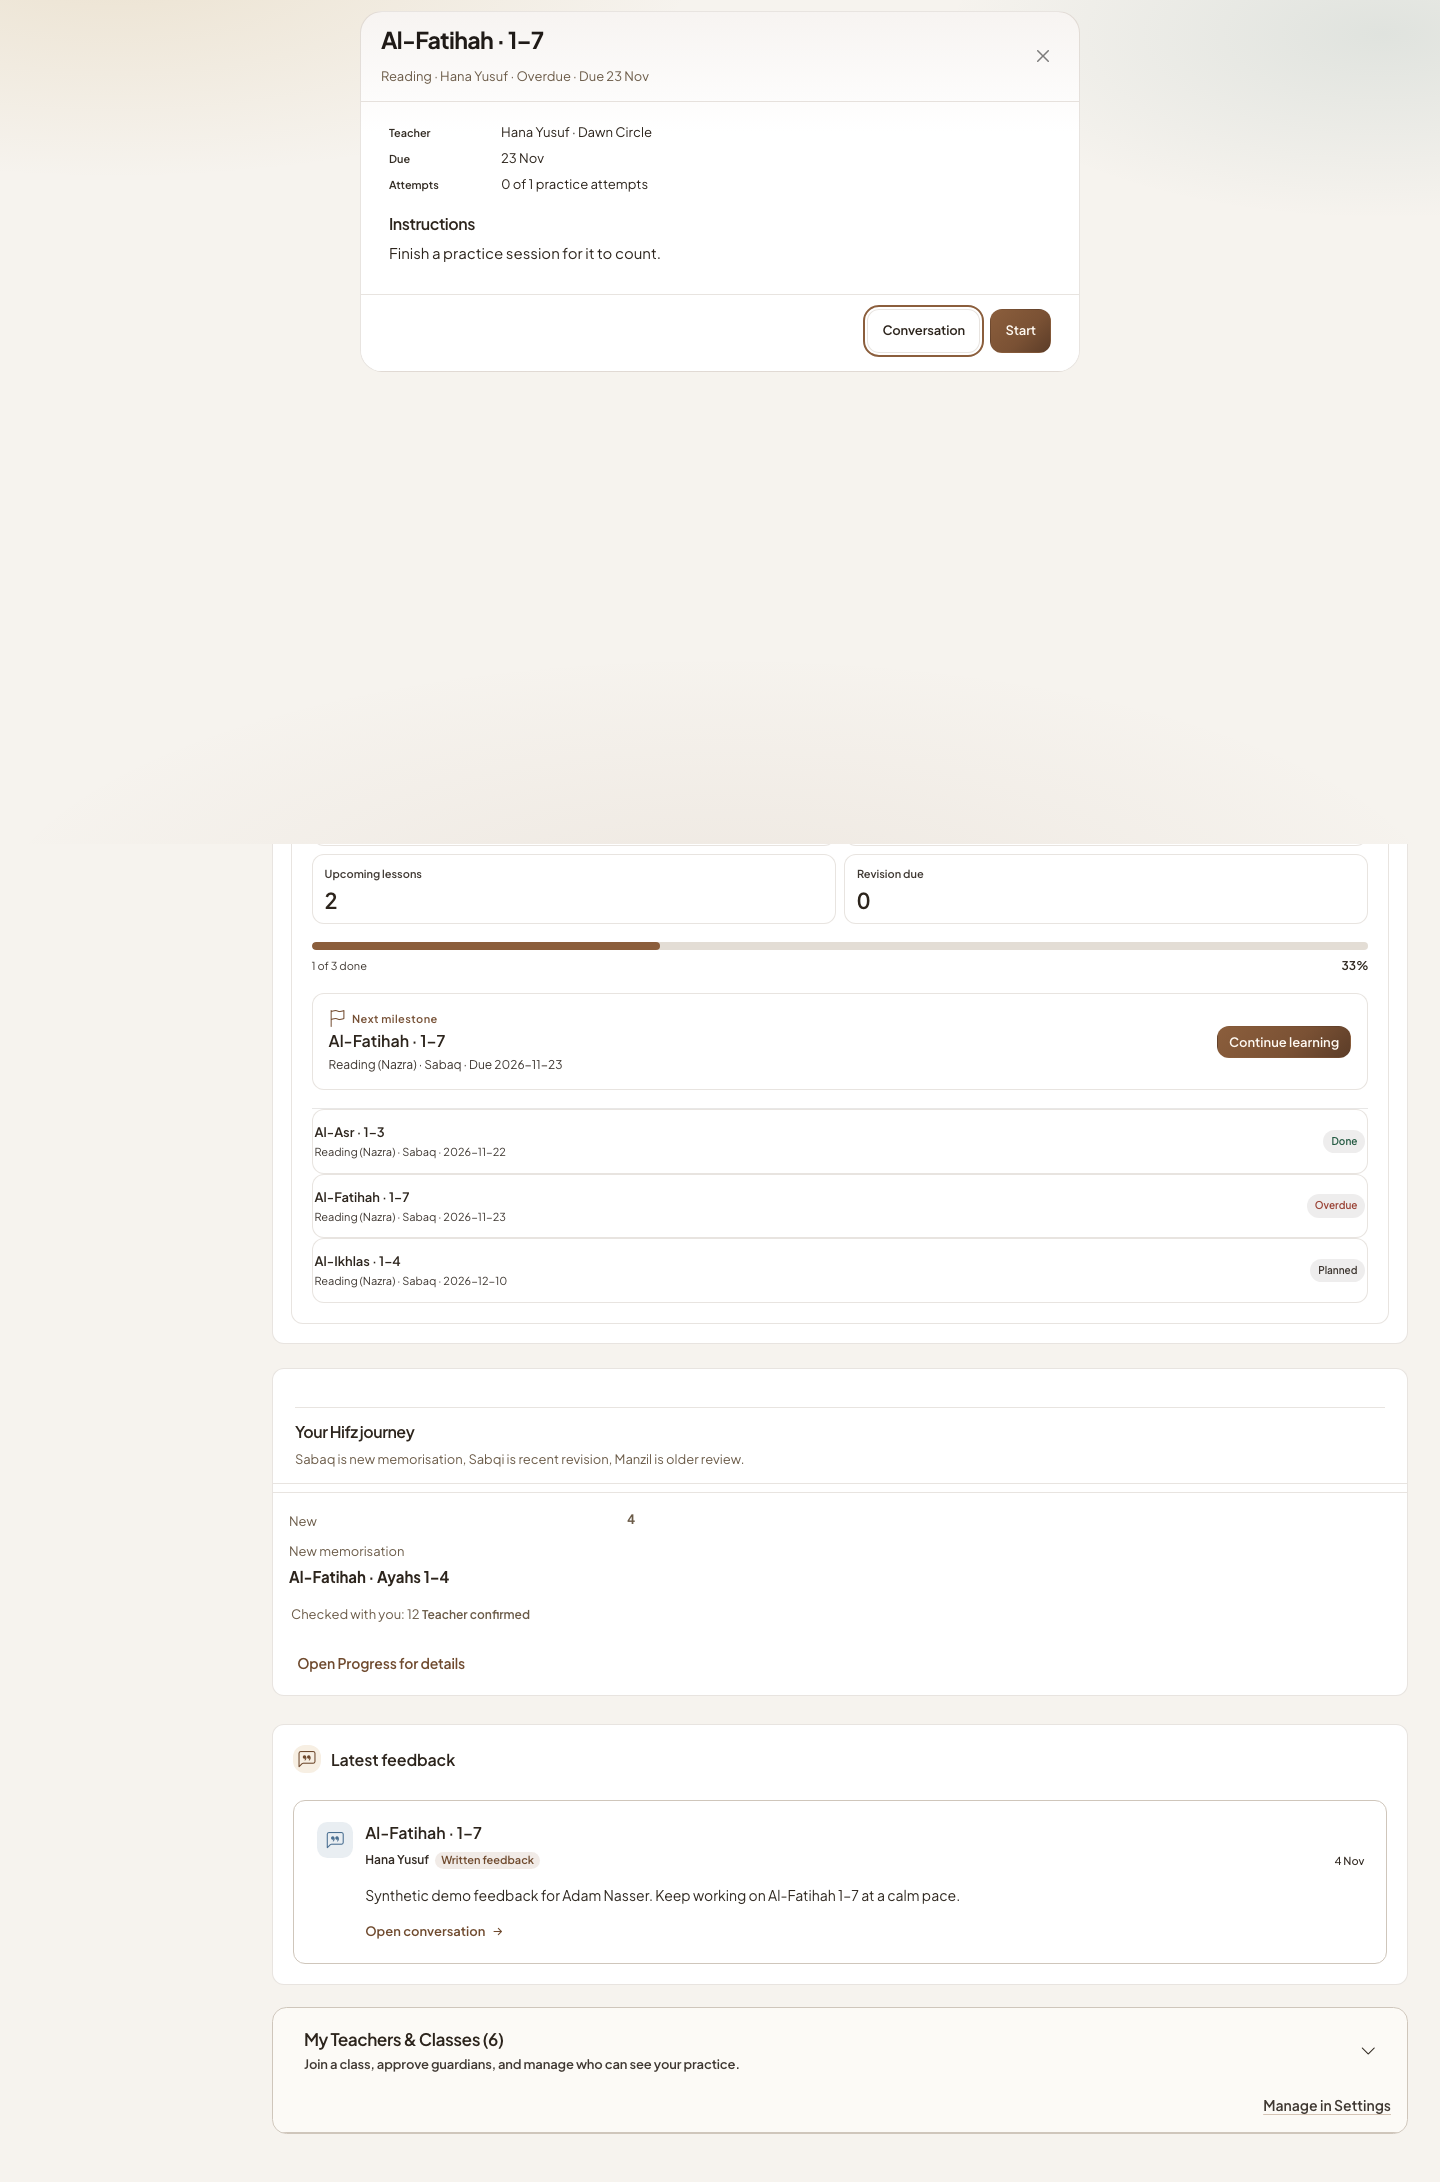 Al-Fatihah · 1–7
Reading · Hana Yusuf · Overdue · Due 23 Nov
Teacher Hana Yusuf · Dawn Circle
Due 23 Nov
Attempts 0 of 1 practice attempts
Instructions
Finish a practice session for it to count.
Conversation Start
Upcoming lessons Revision due
2 0
1 of 3 done 33%
Next milestone
Al-Fatihah · 1–7
Continue learning
Reading (Nazra) · Sabaq · Due 2026-11-23
Al-Asr · 1–3
Reading (Nazra) · Sabaq · 2026-11-22
Done
Al-Fatihah · 1–7
Reading (Nazra) · Sabaq · 2026-11-23
Overdue
Al-Ikhlas · 1–4
Reading (Nazra) · Sabaq · 2026-12-10
Planned
Your Hifz journey
Sabaq is new memorisation, Sabqi is recent revision, Manzil is older review.
New 4
New memorisation
Al-Fatihah · Ayahs 1–4
Checked with you: 12 Teacher confirmed
Open Progress for details
Latest feedback
Al-Fatihah · 1–7
Hana Yusuf Written feedback 4 Nov
Synthetic demo feedback for Adam Nasser. Keep working on Al-Fatihah 1–7 at a calm pace.
Open conversation →
My Teachers & Classes (6)
Join a class, approve guardians, and manage who can see your practice.
Manage in Settings